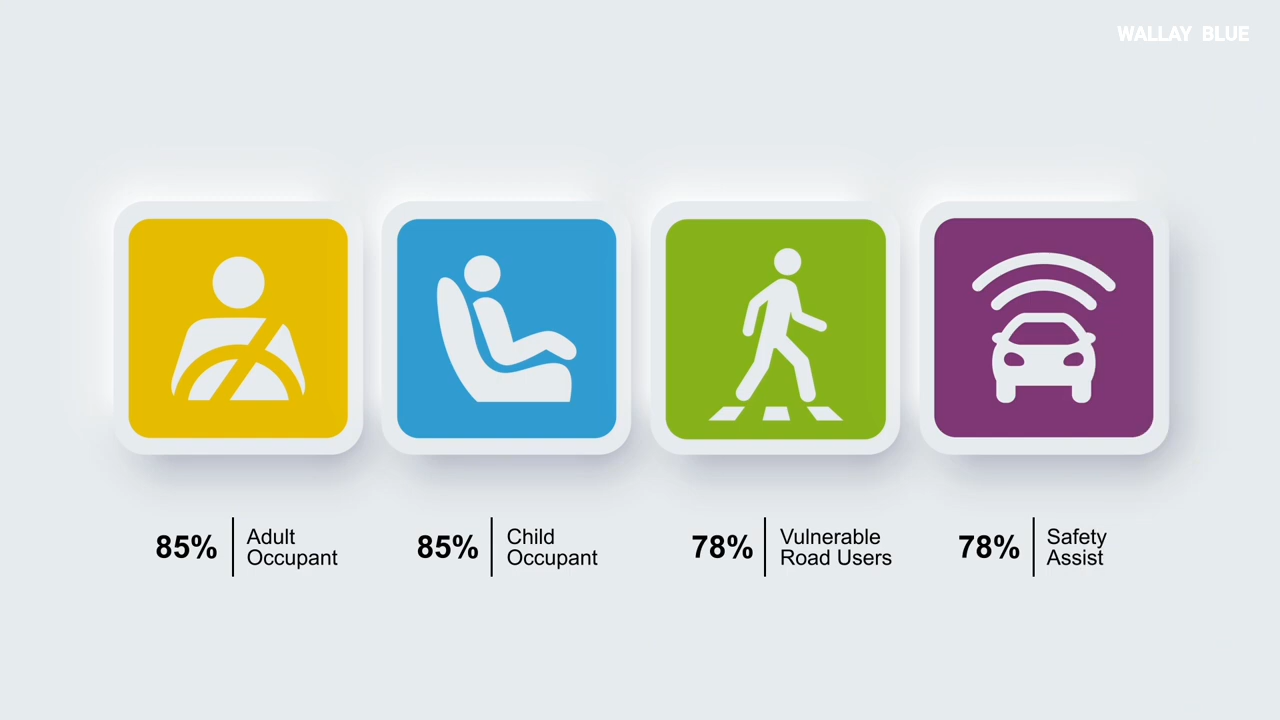 WALLAY BLUE
85%
Adult
Occupant
85%
Child
Occupant
78%
Vulnerable
Road Users
78%
Safety
Assist